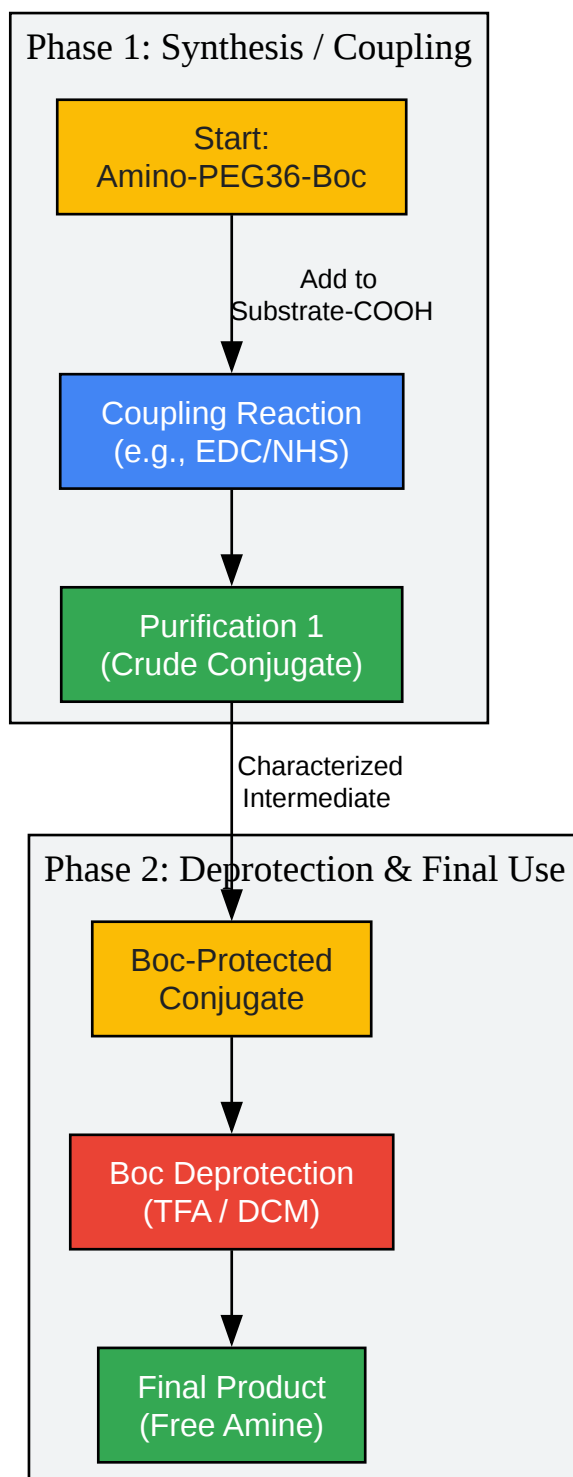 Phase 1: Synthesis / Coupling
Start:
Amino-PEG36-Boc
Add to
Substrate-COOH
Coupling Reaction
(e.g., EDC/NHS)
Purification 1
(Crude Conjugate)
Characterized
Intermediate
Phase 2: Deprotection & Final Use
Boc-Protected
Conjugate
Boc Deprotection
(TFA / DCM)
Final Product
(Free Amine)